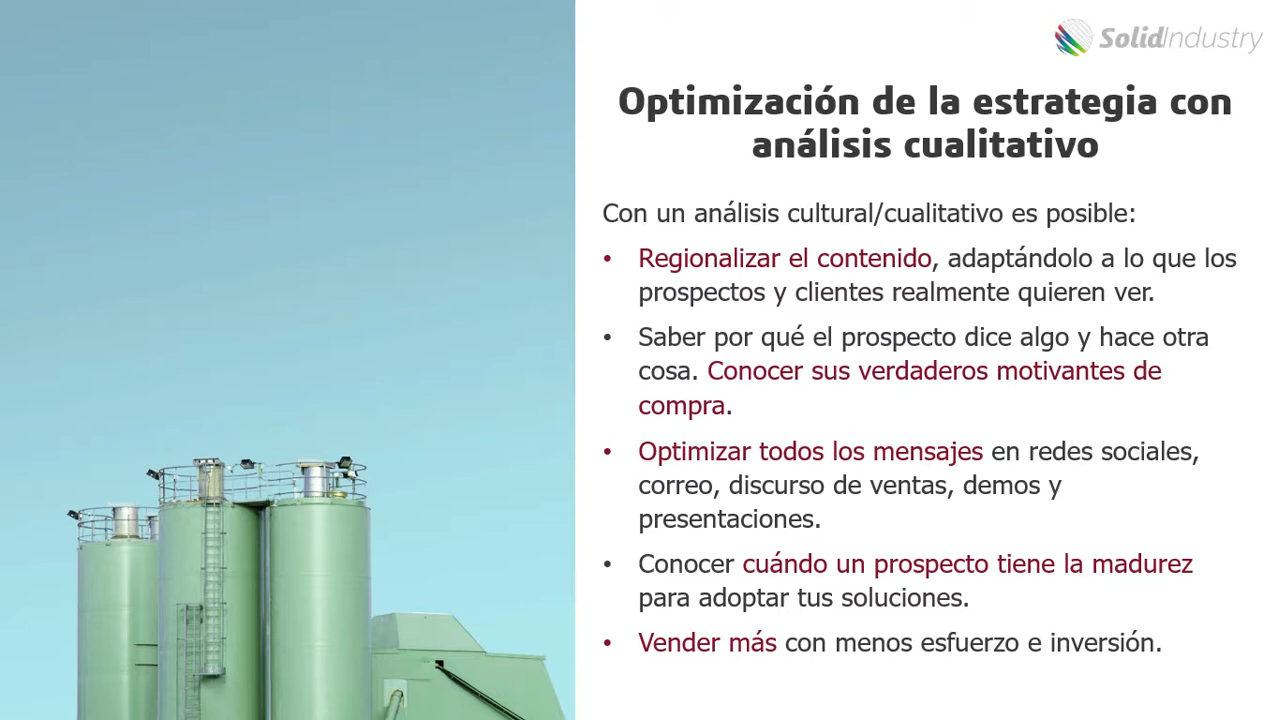 SolidIndustry
Optimización de la estrategia con
análisis cualitativo
Con un análisis cultural/cualitativo es posible:
• Regionalizar el contenido, adaptándolo a lo que los
prospectos y clientes realmente quieren ver.
• Saber por qué el prospecto dice algo y hace otra
cosa. Conocer sus verdaderos motivantes de
compra.
• Optimizar todos los mensajes en redes sociales,
correo, discurso de ventas, demos y
presentaciones.
• Conocer cuándo un prospecto tiene la madurez
para adoptar tus soluciones.
• Vender más con menos esfuerzo e inversión.